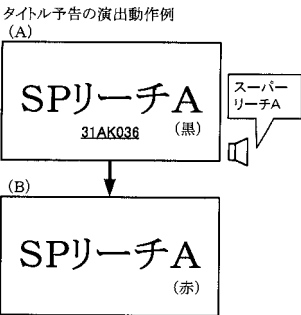 タイトル予告の演出動作例
(A)
SPリーチA
31AK036
(黒)
スーパー
リーチA
(B)
SPリーチA
(赤)